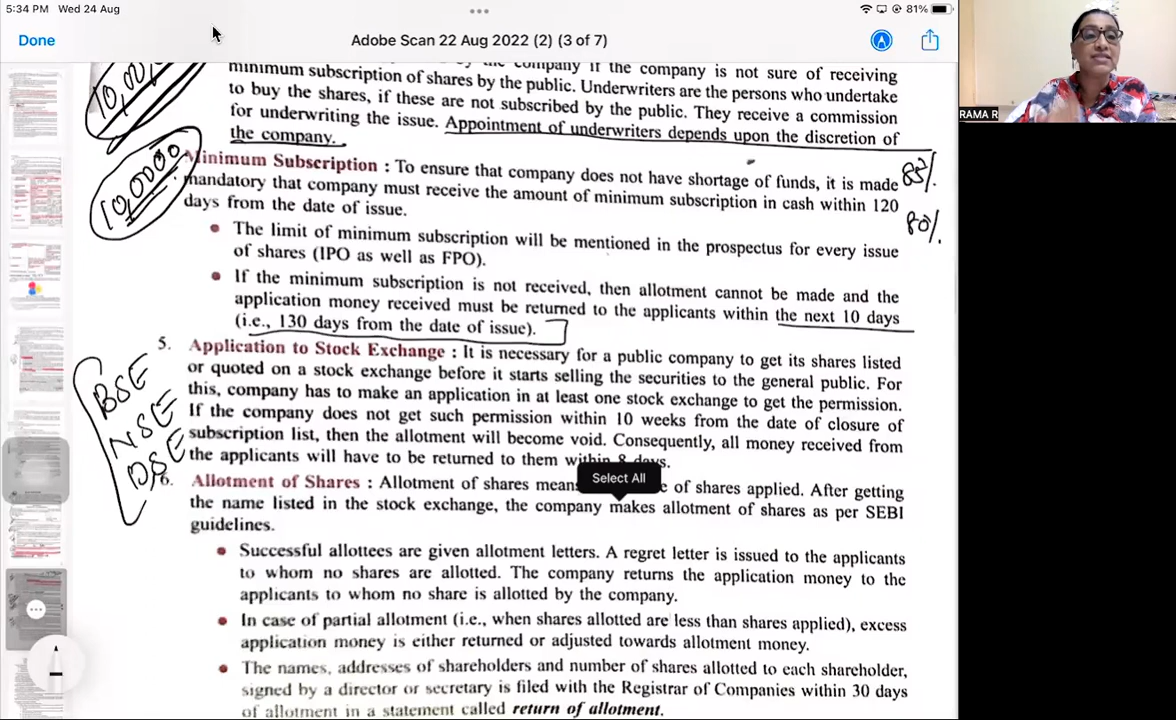 5:34 PM Wed 24 Aug
81%
Done
Adobe Scan 22 Aug 2022 (2) (3 of 7)
RAMA R
by the company if the company is not sure of receiving
minimum subscription of shares by the public. Underwriters are the persons who undertake
to buy the shares, if these are not subscribed by the public. They receive a commission
for underwriting the issue. Appointment of underwriters depends upon the discretion of
the company.
Minimum Subscription : To ensure that company does not have shortage of funds, it is made
mandatory that company must receive the amount of minimum subscription in cash within 120
days from the date of issue.
80%.
• The limit of minimum subscription will be mentioned in the prospectus for every issue
of shares (IPO as well as FPO).
• If the minimum subscription is not received, then allotment cannot be made and the
application money received must be returned to the applicants within the next 10 days
(i.e., 130 days from the date of issue).
5. Application to Stock Exchange : It is necessary for a public company to get its shares listed
or quoted on a stock exchange before it starts selling the securities to the general public. For
this, company has to make an application in at least one stock exchange to get the permission.
If the company does not get such permission within 10 weeks from the date of closure of
subscription list, then the allotment will become void. Consequently, all money received from
the applicants will have to be returned to them within 8 days.
BSE
NSE
DSE
Select All
6. Allotment of Shares : Allotment of shares means of shares applied. After getting
the name listed in the stock exchange, the company makes allotment of shares as per SEBI
guidelines.
• Successful allottees are given allotment letters. A regret letter is issued to the applicants
to whom no shares are allotted. The company returns the application money to the
applicants to whom no share is allotted by the company.
• In case of partial allotment (i.e., when shares allotted are less than shares applied), excess
application money is either returned or adjusted towards allotment money.
• The names, addresses of shareholders and number of shares allotted to each shareholder,
signed by a director or secretary is filed with the Registrar of Companies within 30 days
of allotment in a statement called return of allotment.